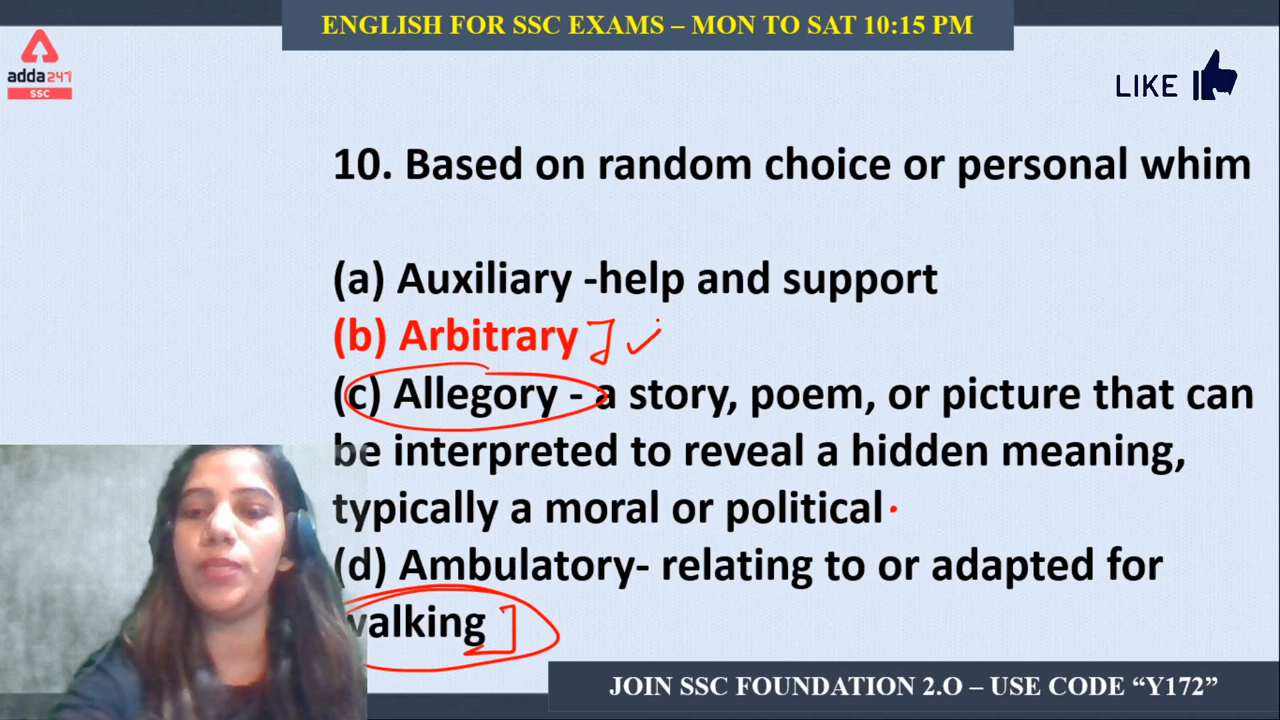 ENGLISH FOR SSC EXAMS – MON TO SAT 10:15 PM
adda247
SSC
LIKE
10. Based on random choice or personal whim
(a) Auxiliary -help and support
(b) Arbitrary
(c) Allegory - a story, poem, or picture that can
be interpreted to reveal a hidden meaning,
typically a moral or political
(d) Ambulatory- relating to or adapted for
walking
JOIN SSC FOUNDATION 2.O – USE CODE “Y172”